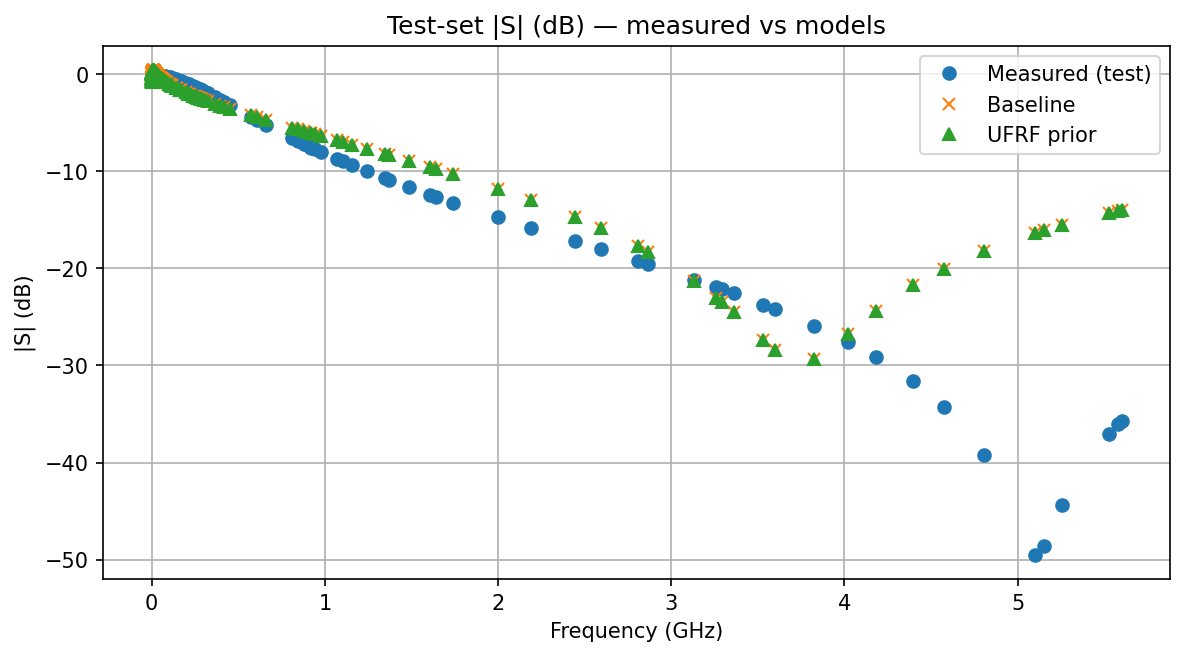 Test-set |S| (dB) — measured vs models
Measured (test)
Baseline
UFRF prior
|S| (dB)
0
−10
−20
−30
−40
−50
0 1 2 3 4 5
Frequency (GHz)